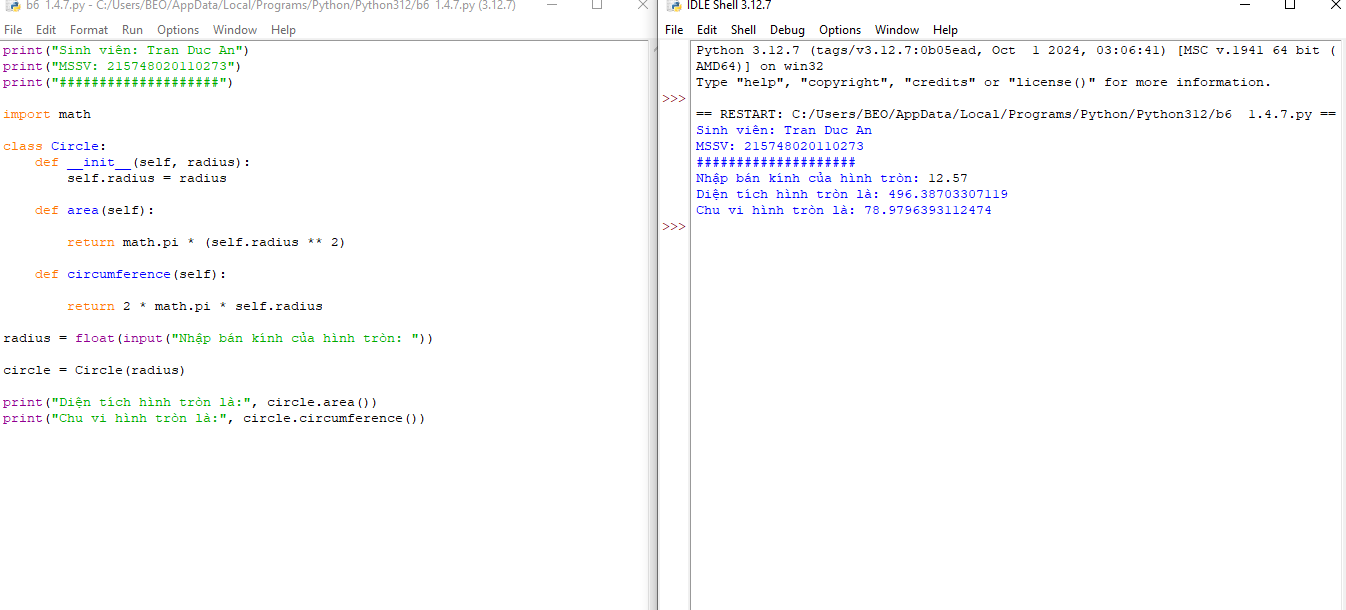 b6 1.4.7.py - C:/Users/BEO/AppData/Local/Programs/Python/Python312/b6 1.4.7.py (3.12.7)
File Edit Format Run Options Window Help
print("Sinh viên: Tran Duc An")
print("MSSV: 215748020110273")
print("####################")
import math
class Circle:
    def __init__(self, radius):
        self.radius = radius
    def area(self):
        return math.pi * (self.radius ** 2)
    def circumference(self):
        return 2 * math.pi * self.radius
radius = float(input("Nhập bán kính của hình tròn: "))
circle = Circle(radius)
print("Diện tích hình tròn là:", circle.area())
print("Chu vi hình tròn là:", circle.circumference())
IDLE Shell 3.12.7
File Edit Shell Debug Options Window Help
Python 3.12.7 (tags/v3.12.7:0b05ead, Oct  1 2024, 03:06:41) [MSC v.1941 64 bit (
AMD64)] on win32
Type "help", "copyright", "credits" or "license()" for more information.
>>>
== RESTART: C:/Users/BEO/AppData/Local/Programs/Python/Python312/b6  1.4.7.py ==
Sinh viên: Tran Duc An
MSSV: 215748020110273
####################
Nhập bán kính của hình tròn: 12.57
Diện tích hình tròn là: 496.38703307119
Chu vi hình tròn là: 78.9796393112474
>>>